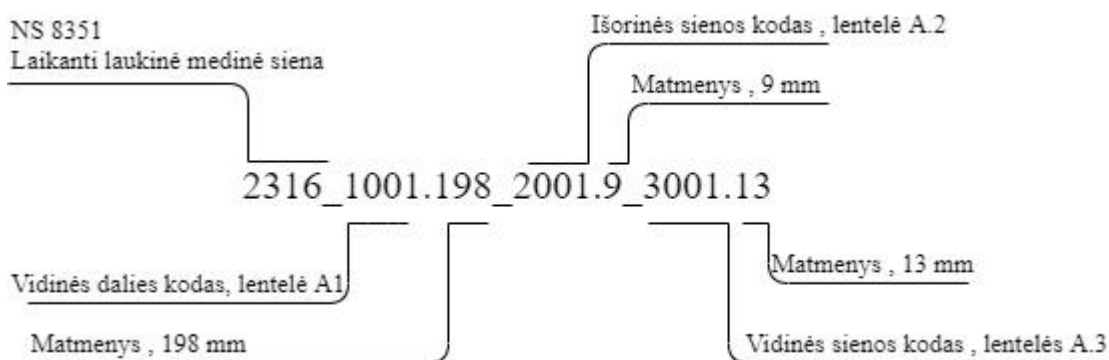 NS 8351
Laikanti laukinė medinė siena
Išorinės sienos kodas , lentelė A.2
Matmenys , 9 mm
2316_1001.198_2001.9_3001.13
Vidinės dalies kodas, lentelė A1
Matmenys , 13 mm
Matmenys , 198 mm
Vidinės sienos kodas , lentelės A.3